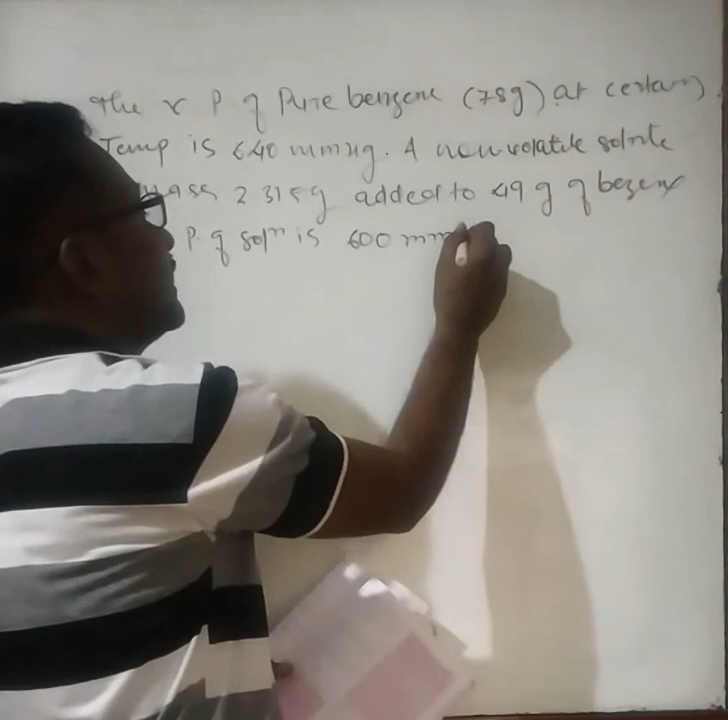 The V P of Pure benzene (78g) at certain
Temp is 640 mmHg. A non-volatile solute
mass 2.315g added to 49 g of bezene
P. of soln is 600 mm